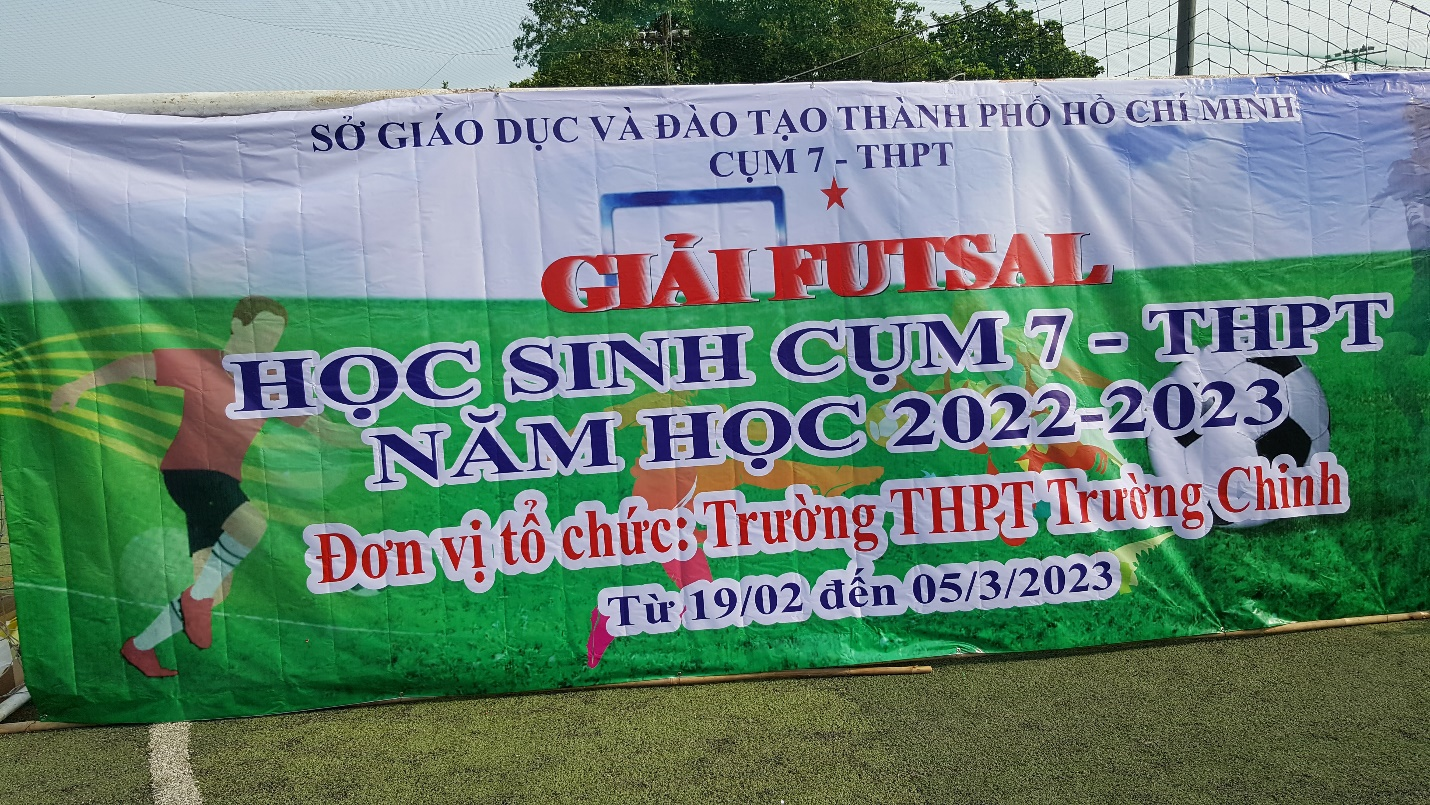 SỞ GIÁO DỤC VÀ ĐÀO TẠO THÀNH PHỐ HỒ CHÍ MINH
CỤM 7 - THPT
GIẢI FUTSAL
HỌC SINH CỤM 7 - THPT
NĂM HỌC 2022-2023
Đơn vị tổ chức: Trường THPT Trường Chinh
Từ 19/02 đến 05/3/2023